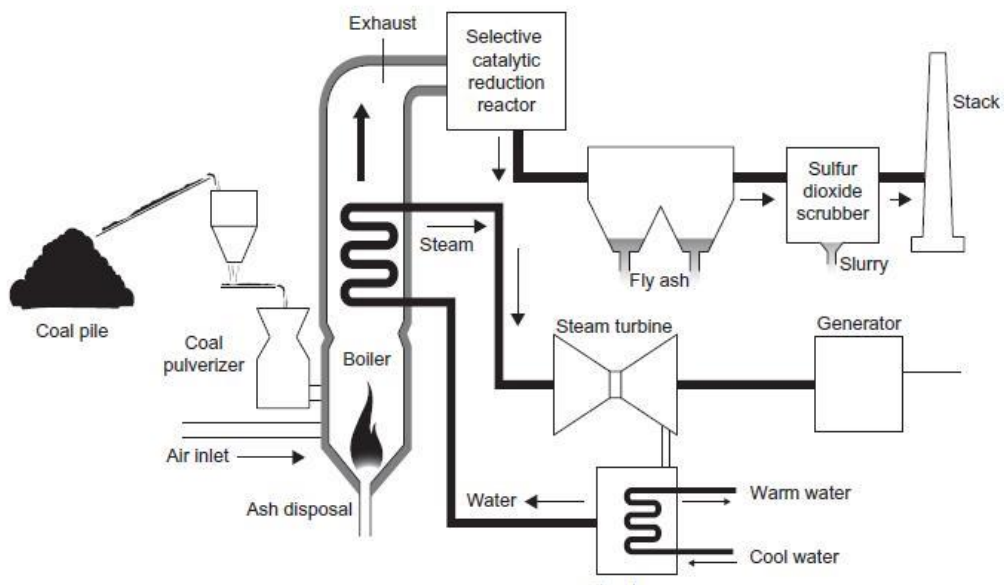 Exhaust
Selective
catalytic
reduction
reactor
Stack
Sulfur
dioxide
scrubber
Steam
Slurry
Fly ash
Coal pile
Steam turbine
Generator
Coal
pulverizer
Boiler
Air inlet
Ash disposal
Water
Warm water
Cool water